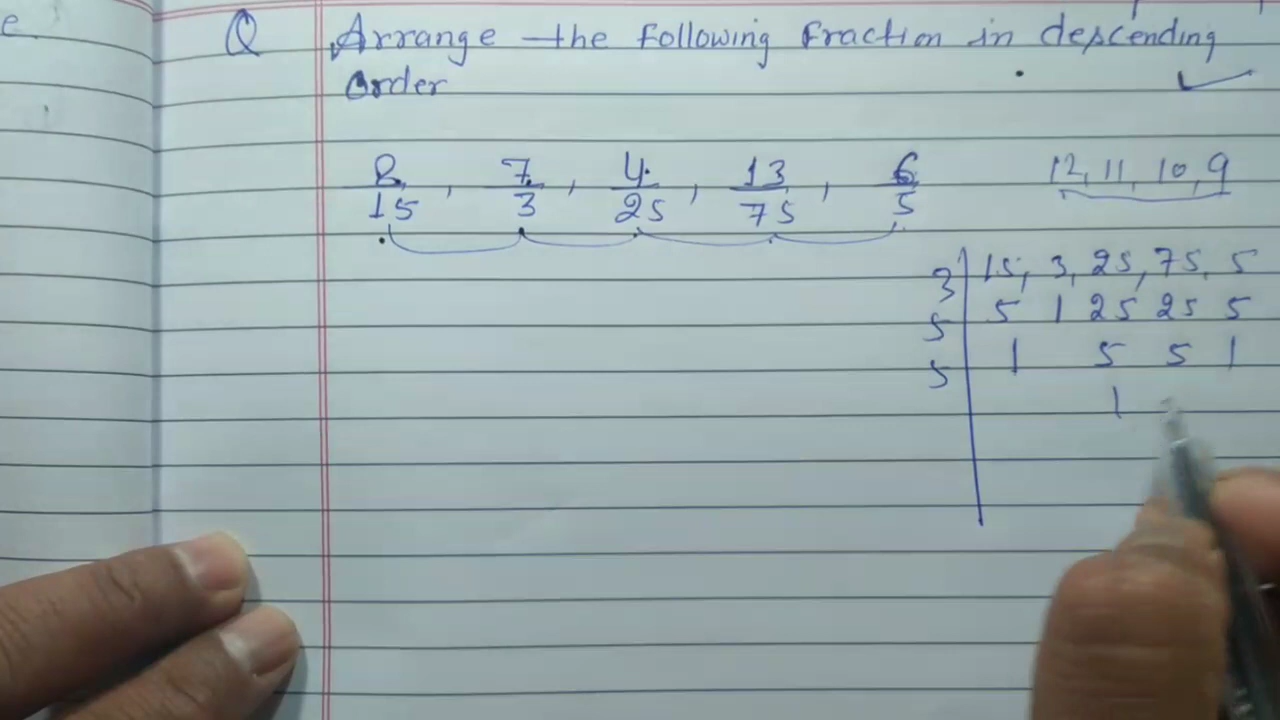 e
Q Arrange the following fraction in descending
Order
8/15 , 7/3 , 4/25 , 13/75 , 6/5
12, 11, 10, 9
3 | 15, 3, 25, 75, 5
5 | 5 1 25 25 5
5 | 1 5 5 1
1